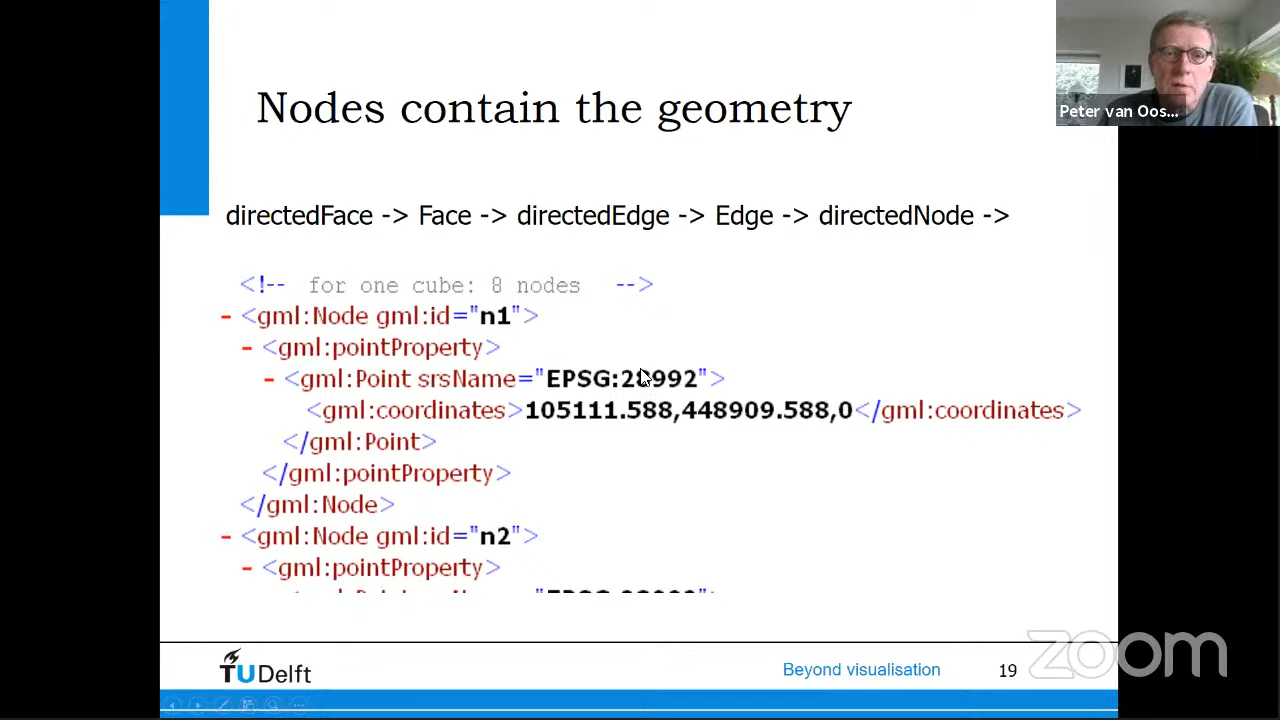 Nodes contain the geometry
Peter van Oos...
directedFace -> Face -> directedEdge -> Edge -> directedNode ->
<!-- for one cube: 8 nodes -->
- <gml:Node gml:id="n1">
- <gml:pointProperty>
- <gml:Point srsName="EPSG:28992">
<gml:coordinates>105111.588,448909.588,0</gml:coordinates>
</gml:Point>
</gml:pointProperty>
</gml:Node>
- <gml:Node gml:id="n2">
- <gml:pointProperty>
TU Delft
Beyond visualisation
19
zoom